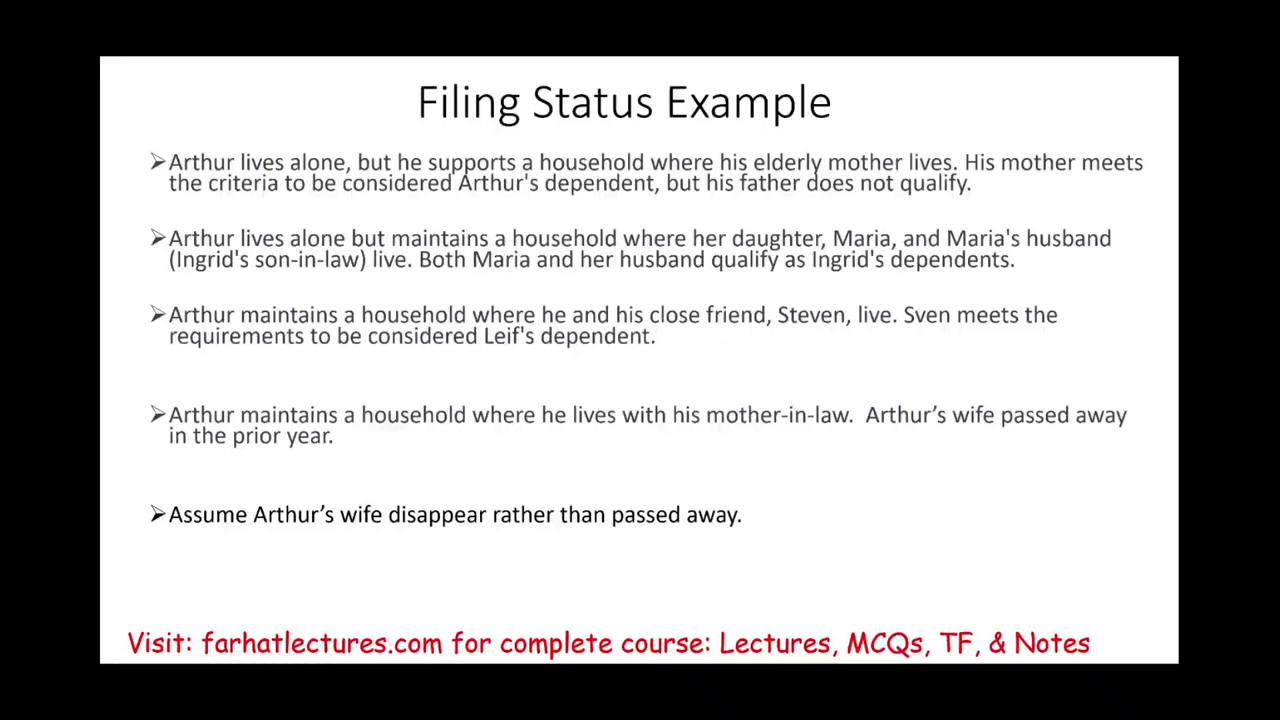 Filing Status Example
➢Arthur lives alone, but he supports a household where his elderly mother lives. His mother meets
the criteria to be considered Arthur's dependent, but his father does not qualify.
➢Arthur lives alone but maintains a household where her daughter, Maria, and Maria's husband
(Ingrid's son-in-law) live. Both Maria and her husband qualify as Ingrid's dependents.
➢Arthur maintains a household where he and his close friend, Steven, live. Sven meets the
requirements to be considered Leif's dependent.
➢Arthur maintains a household where he lives with his mother-in-law.  Arthur’s wife passed away
in the prior year.
➢Assume Arthur’s wife disappear rather than passed away.
Visit: farhatlectures.com for complete course: Lectures, MCQs, TF, & Notes